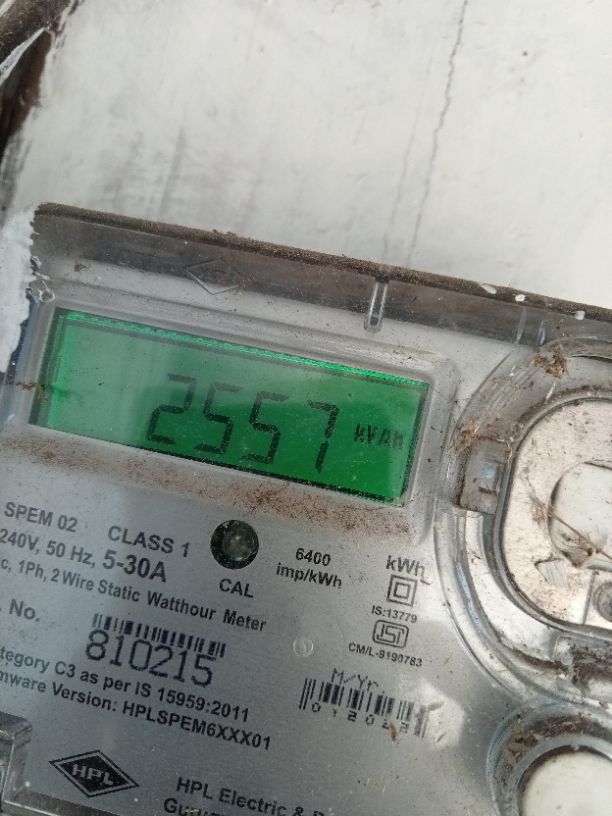 2557 kVAh
SPEM 02 CLASS 1
240V, 50 Hz, 5-30A
1Ph, 2 Wire Static Watthour Meter
CAL
6400
imp/kWh
kWh
IS:13779
CM/L-9190783
No.
810215
C3 as per IS 15959:2011
Version: HPLSPEM6XXX01
M/Yr.
HPL
HPL Electric &